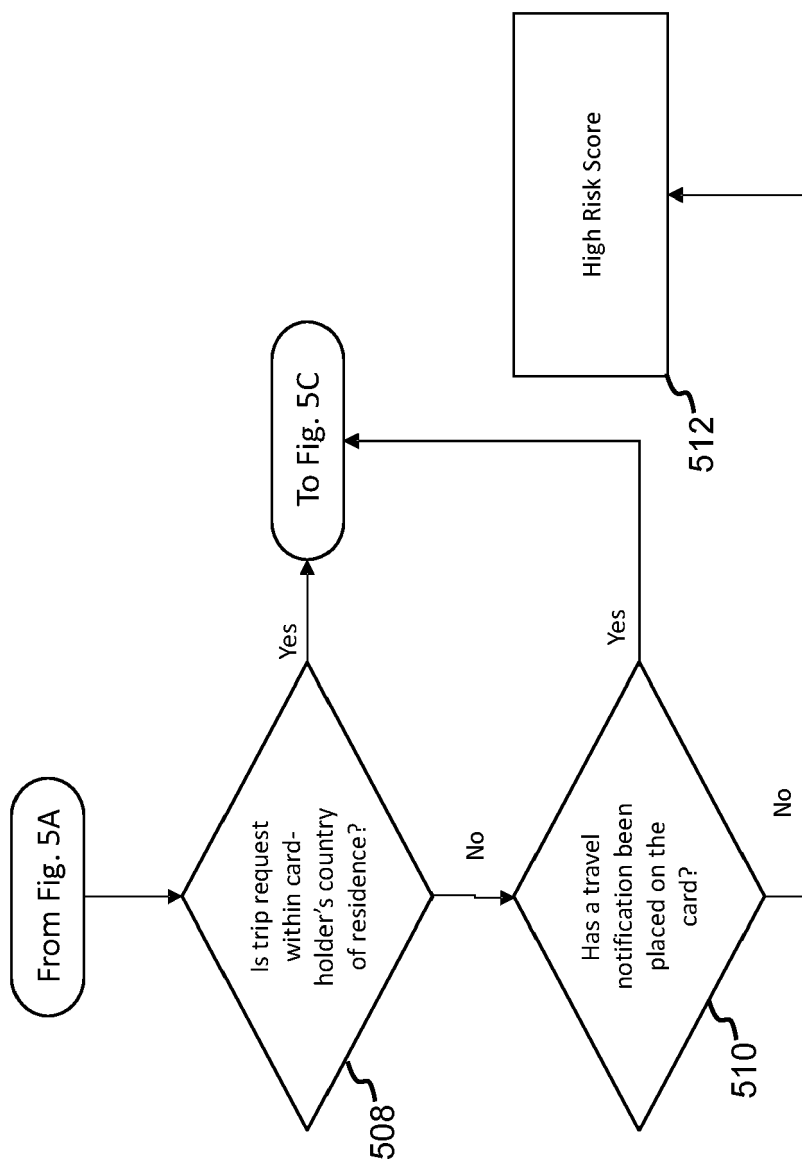 From Fig. 5A
Is trip request
within card-
holder's country
of residence?
508
Yes
To Fig. 5C
No
Has a travel
notification been
placed on the
card?
510
Yes
No
High Risk Score
512